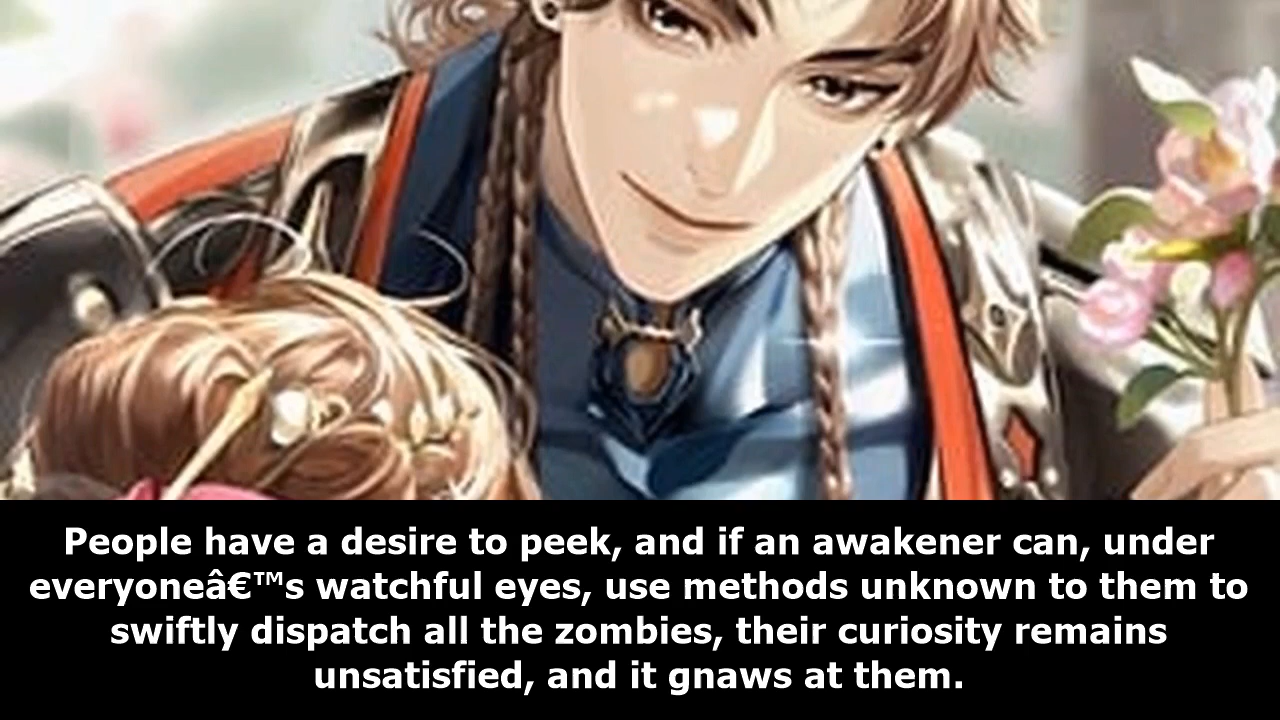 People have a desire to peek, and if an awakener can, under
everyoneâ€™s watchful eyes, use methods unknown to them to
swiftly dispatch all the zombies, their curiosity remains
unsatisfied, and it gnaws at them.